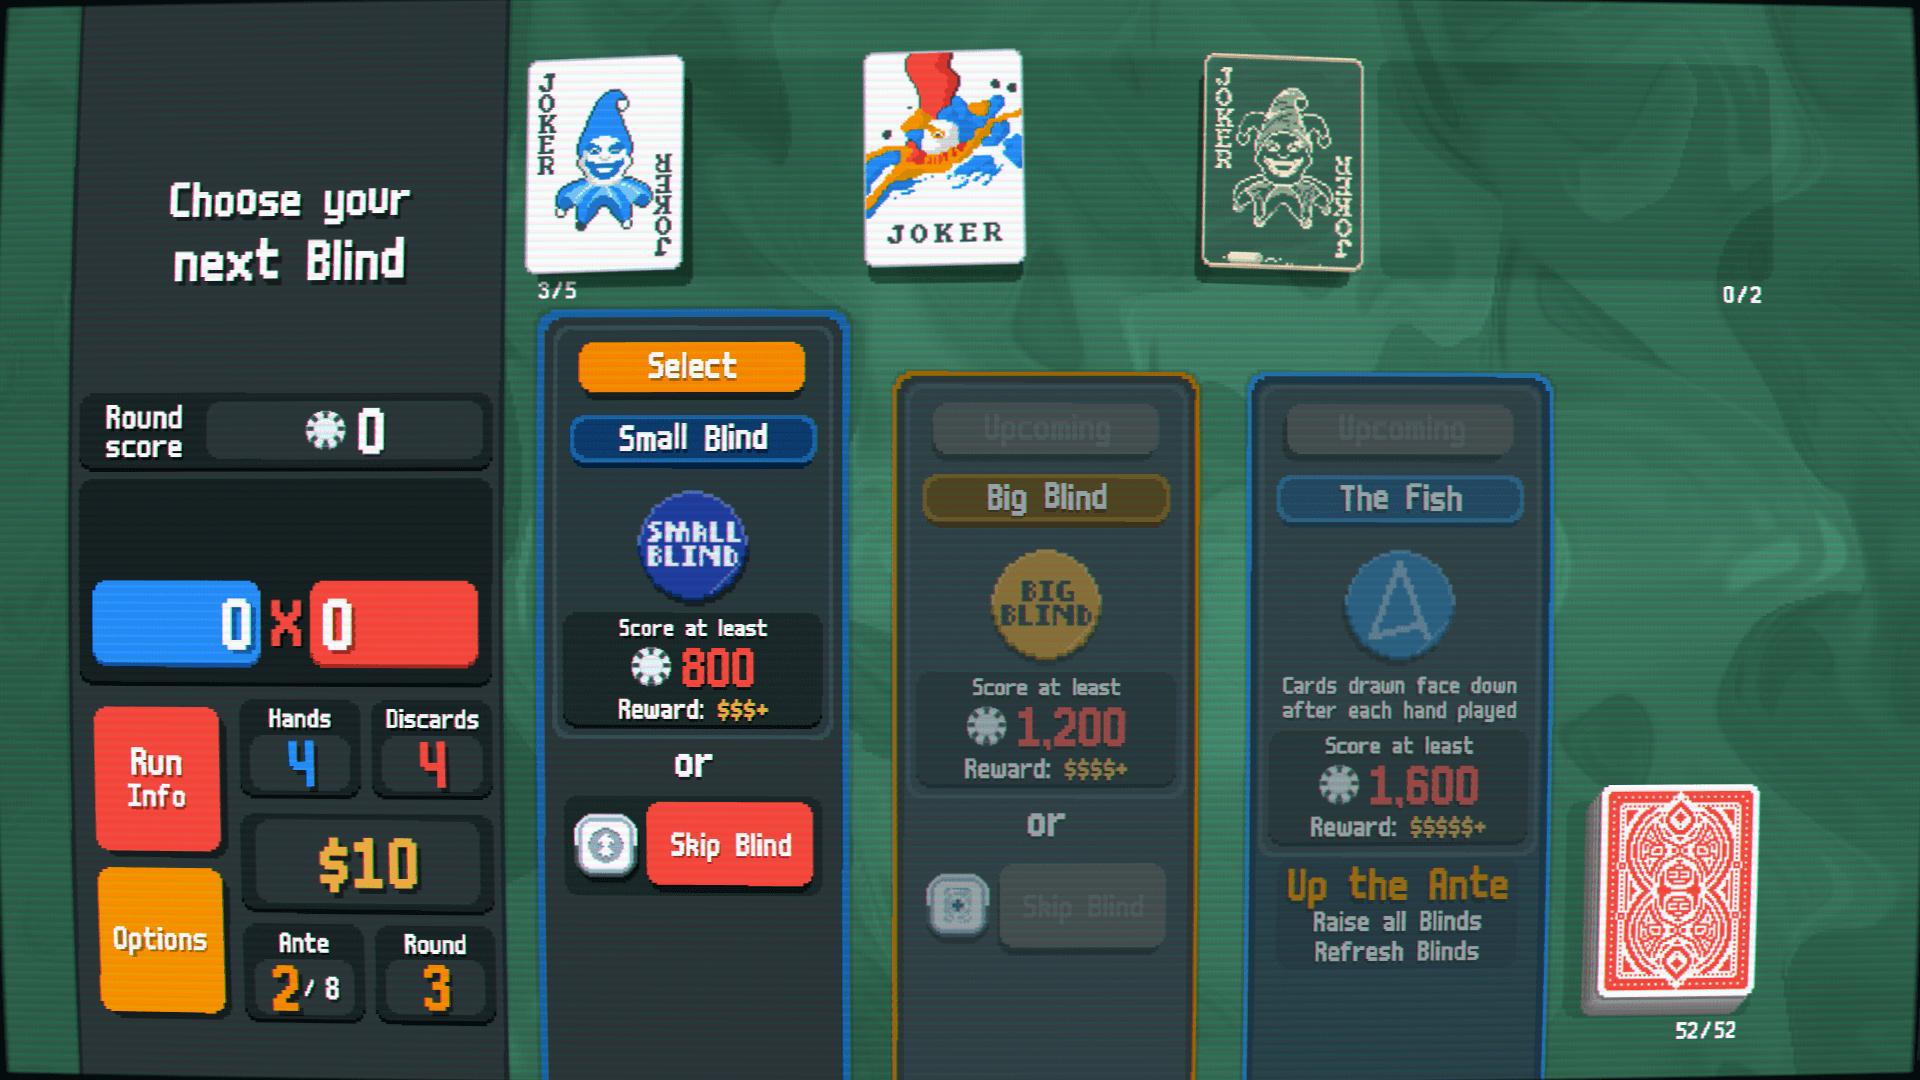 JOKER
JOKER
JOKER
JOKER
JOKER
3/5
0/2
Choose your
next Blind
Round
score
0
0 X 0
Run
Info
Hands
4
Discards
4
$10
Options
Ante
2/8
Round
3
Select
Small Blind
SMALL
BLIND
Score at least
800
Reward: $$$+
or
Skip Blind
Upcoming
Big Blind
BIG
BLIND
Score at least
1,200
Reward: $$$$+
or
Skip Blind
Upcoming
The Fish
Cards drawn face down
after each hand played
Score at least
1,600
Reward: $$$$$+
Up the Ante
Raise all Blinds
Refresh Blinds
52/52